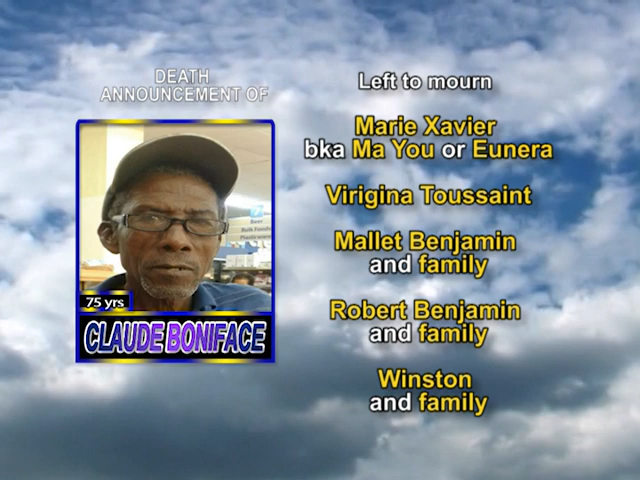 DEATH
ANNOUNCEMENT OF
75 yrs
CLAUDE BONIFACE
Left to mourn
Marie Xavier
bka Ma You or Eunera
Virigina Toussaint
Mallet Benjamin
and family
Robert Benjamin
and family
Winston
and family